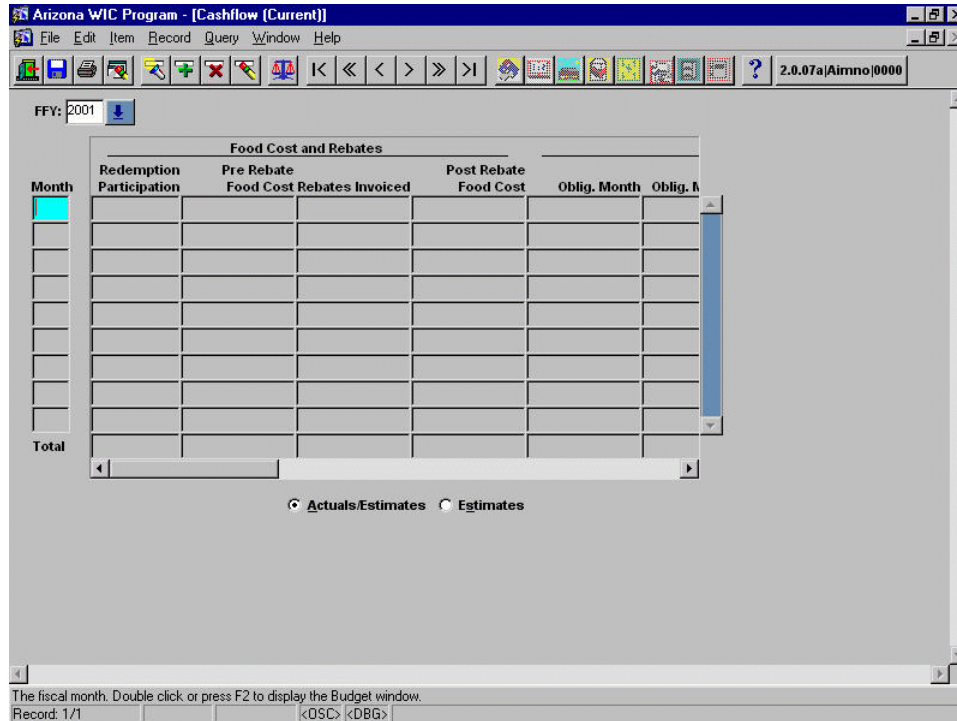 Arizona WIC Program - [Cashflow (Current)]
File Edit Item Record Query Window Help
? 2.0.07a|Aimno|0000
FFY: 2001
Food Cost and Rebates
Redemption Pre Rebate Post Rebate
Month Participation Food Cost Rebates Invoiced Food Cost Oblig. Month Oblig.
Total
Actuals/Estimates Estimates
The fiscal month. Double click or press F2 to display the Budget window.
Record: 1/1 <OSC> <DBG>